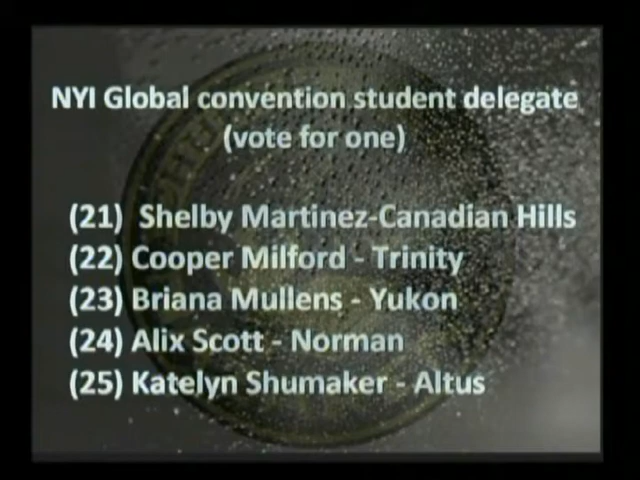 NYI Global convention student delegate
(vote for one)
(21) Shelby Martinez-Canadian Hills
(22) Cooper Milford - Trinity
(23) Briana Mullens - Yukon
(24) Alix Scott - Norman
(25) Katelyn Shumaker - Altus